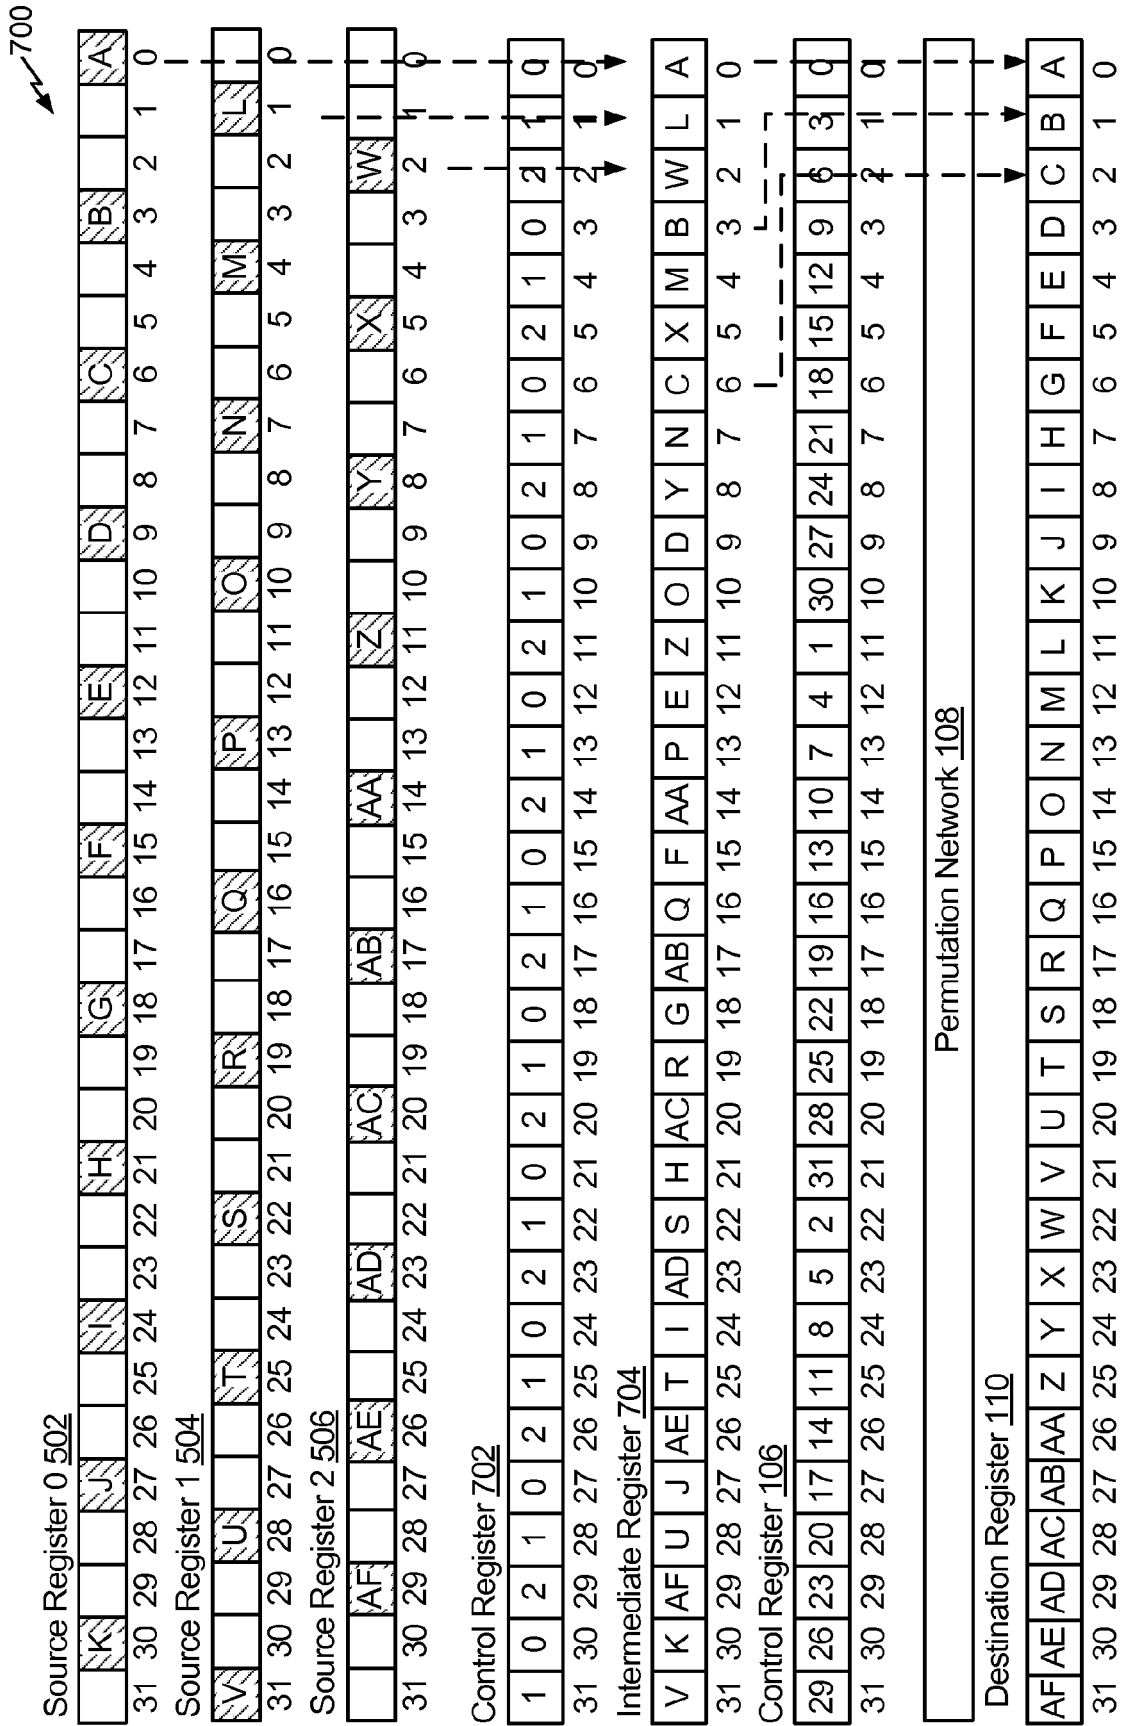 700
Source Register 0 502
K J I H G F E D C B A
31 30 29 28 27 26 25 24 23 22 21 20 19 18 17 16 15 14 13 12 11 10 9 8 7 6 5 4 3 2 1 0
Source Register 1 504
V U T S R Q P O N M L
31 30 29 28 27 26 25 24 23 22 21 20 19 18 17 16 15 14 13 12 11 10 9 8 7 6 5 4 3 2 1 0
Source Register 2 506
AF AE AD AC AB AA Z Y X W
31 30 29 28 27 26 25 24 23 22 21 20 19 18 17 16 15 14 13 12 11 10 9 8 7 6 5 4 3 2 1 0
Control Register 702
1 0 2 1 0 2 1 0 2 1 0 2 1 0 2 1 0 2 1 0 2 1 0 2 1 0 2 1 0 2 1 0
31 30 29 28 27 26 25 24 23 22 21 20 19 18 17 16 15 14 13 12 11 10 9 8 7 6 5 4 3 2 1 0
Intermediate Register 704
V K AF U J AE T I AD S H AC R G AB Q F AA P E Z O D Y N C X M B W L A
31 30 29 28 27 26 25 24 23 22 21 20 19 18 17 16 15 14 13 12 11 10 9 8 7 6 5 4 3 2 1 0
Control Register 106
29 26 23 20 17 14 11 8 5 2 31 28 25 22 19 16 13 10 7 4 1 30 27 24 21 18 15 12 9 6 3 0
31 30 29 28 27 26 25 24 23 22 21 20 19 18 17 16 15 14 13 12 11 10 9 8 7 6 5 4 3 2 1 0
Permutation Network 108
Destination Register 110
AF AE AD AC AB AA Z Y X W V U T S R Q P O N M L K J I H G F E D C B A
31 30 29 28 27 26 25 24 23 22 21 20 19 18 17 16 15 14 13 12 11 10 9 8 7 6 5 4 3 2 1 0